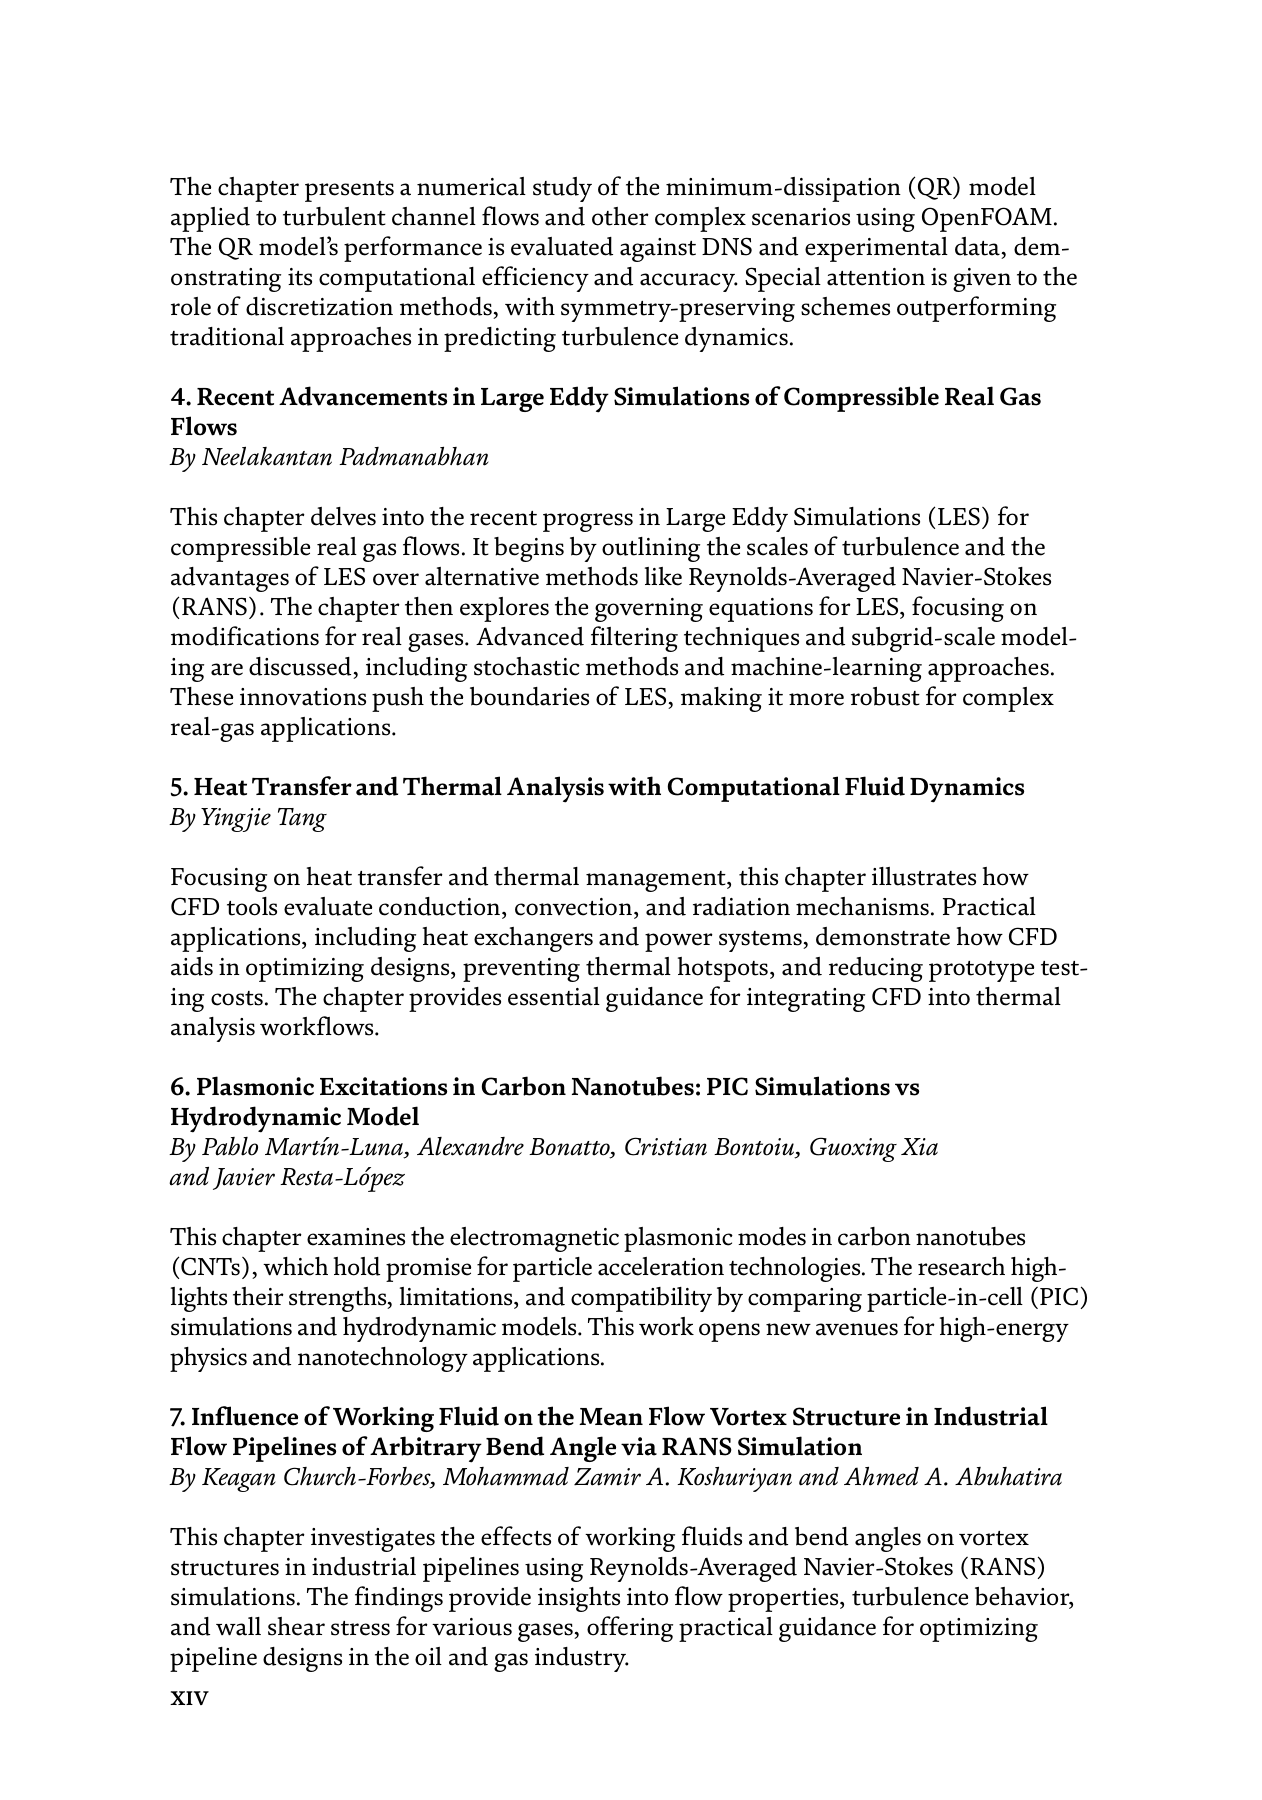 The chapter presents a numerical study of the minimum-dissipation (QR) model
applied to turbulent channel flows and other complex scenarios using OpenFOAM.
The QR model’s performance is evaluated against DNS and experimental data, dem-
onstrating its computational efficiency and accuracy. Special attention is given to the
role of discretization methods, with symmetry-preserving schemes outperforming
traditional approaches in predicting turbulence dynamics.
4. Recent Advancements in Large Eddy Simulations of Compressible Real Gas
Flows
By Neelakantan Padmanabhan
This chapter delves into the recent progress in Large Eddy Simulations (LES) for
compressible real gas flows. It begins by outlining the scales of turbulence and the
advantages of LES over alternative methods like Reynolds-Averaged Navier-Stokes
(RANS). The chapter then explores the governing equations for LES, focusing on
modifications for real gases. Advanced filtering techniques and subgrid-scale model-
ing are discussed, including stochastic methods and machine-learning approaches.
These innovations push the boundaries of LES, making it more robust for complex
real-gas applications.
5. Heat Transfer and Thermal Analysis with Computational Fluid Dynamics
By Yingjie Tang
Focusing on heat transfer and thermal management, this chapter illustrates how
CFD tools evaluate conduction, convection, and radiation mechanisms. Practical
applications, including heat exchangers and power systems, demonstrate how CFD
aids in optimizing designs, preventing thermal hotspots, and reducing prototype test-
ing costs. The chapter provides essential guidance for integrating CFD into thermal
analysis workflows.
6. Plasmonic Excitations in Carbon Nanotubes: PIC Simulations vs
Hydrodynamic Model
By Pablo Martín-Luna, Alexandre Bonatto, Cristian Bontoiu, Guoxing Xia
and Javier Resta-López
This chapter examines the electromagnetic plasmonic modes in carbon nanotubes
(CNTs), which hold promise for particle acceleration technologies. The research high-
lights their strengths, limitations, and compatibility by comparing particle-in-cell (PIC)
simulations and hydrodynamic models. This work opens new avenues for high-energy
physics and nanotechnology applications.
7. Influence of Working Fluid on the Mean Flow Vortex Structure in Industrial
Flow Pipelines of Arbitrary Bend Angle via RANS Simulation
By Keagan Church-Forbes, Mohammad Zamir A. Koshuriyan and Ahmed A. Abuhatira
This chapter investigates the effects of working fluids and bend angles on vortex
structures in industrial pipelines using Reynolds-Averaged Navier-Stokes (RANS)
simulations. The findings provide insights into flow properties, turbulence behavior,
and wall shear stress for various gases, offering practical guidance for optimizing
pipeline designs in the oil and gas industry.
XIV